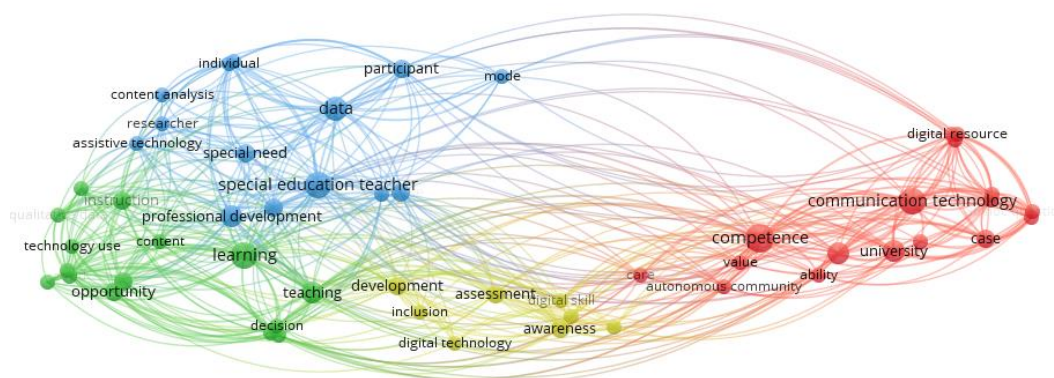 individual
participant
mode
content analysis
data
researcher
digital resource
assistive technology
special need
special education teacher
instruction
communication technology
professional development
technology use
content
competence
case
learning
university
value
care
ability
development
autonomous community
opportunity
teaching
assessment
digital skill
inclusion
decision
awareness
digital technology